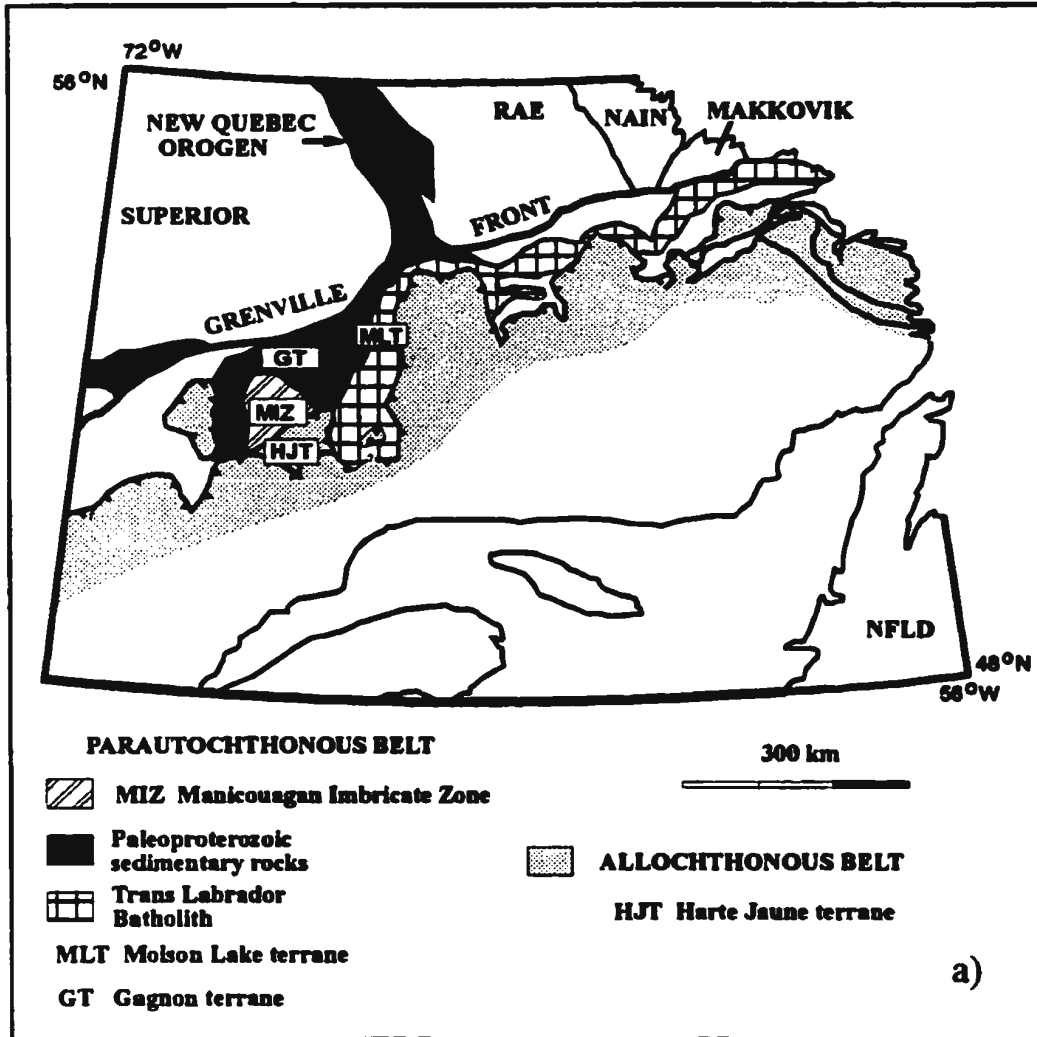 72°W
56°N
NEW QUEBEC
OROGEN
RAE
NAIN
MAKKOVIK
SUPERIOR
FRONT
GRENVILLE
MLT
GT
MIZ
HJT
NFLD
48°N
56°W
PARAUTOCHTHONOUS BELT
300 km
MIZ Manicouagan Imbricate Zone
Paleoproterozoic
sedimentary rocks
ALLOCHTHONOUS BELT
Trans Labrador
Batholith
HJT Harte Jaune terrane
MLT Molson Lake terrane
a)
GT Gagnon terrane